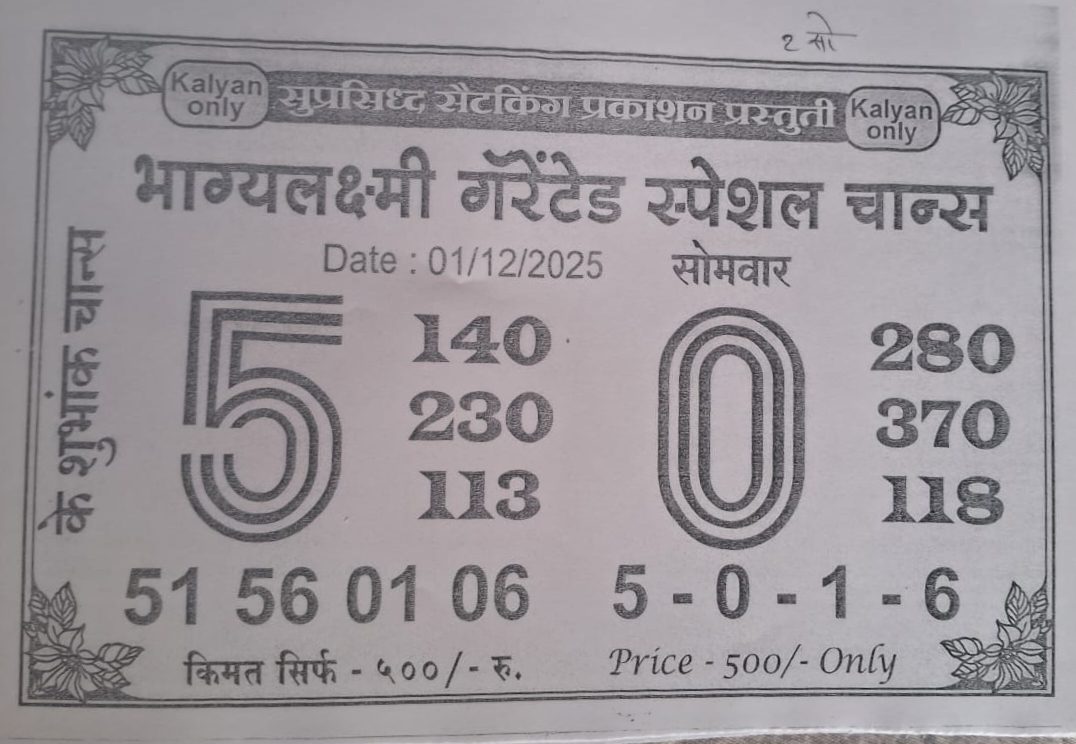 २ सो
Kalyan only
सुप्रसिध्द सैटकिंग प्रकाशन प्रस्तुती
Kalyan only
भाग्यलक्ष्मी गॅरेंटेड स्पेशल चान्स
Date : 01/12/2025 सोमवार
के शुभांक चान्स
5
140
230
113
0
280
370
118
51 56 01 06
5 - 0 - 1 - 6
किमत सिर्फ - ५००/- रु.
Price - 500/- Only